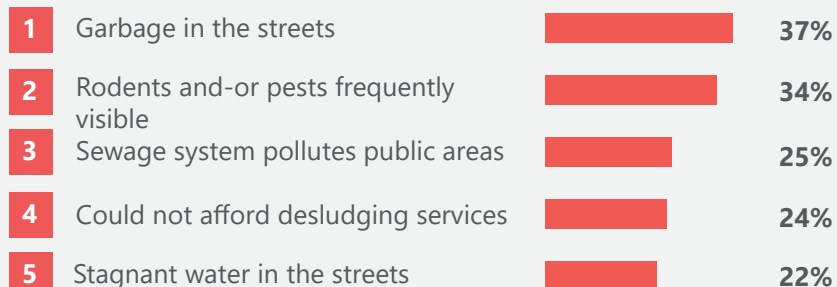 1 Garbage in the streets 37%
2 Rodents and-or pests frequently 34%
visible
3 Sewage system pollutes public areas 25%
4 Could not afford desludging services 24%
5 Stagnant water in the streets 22%